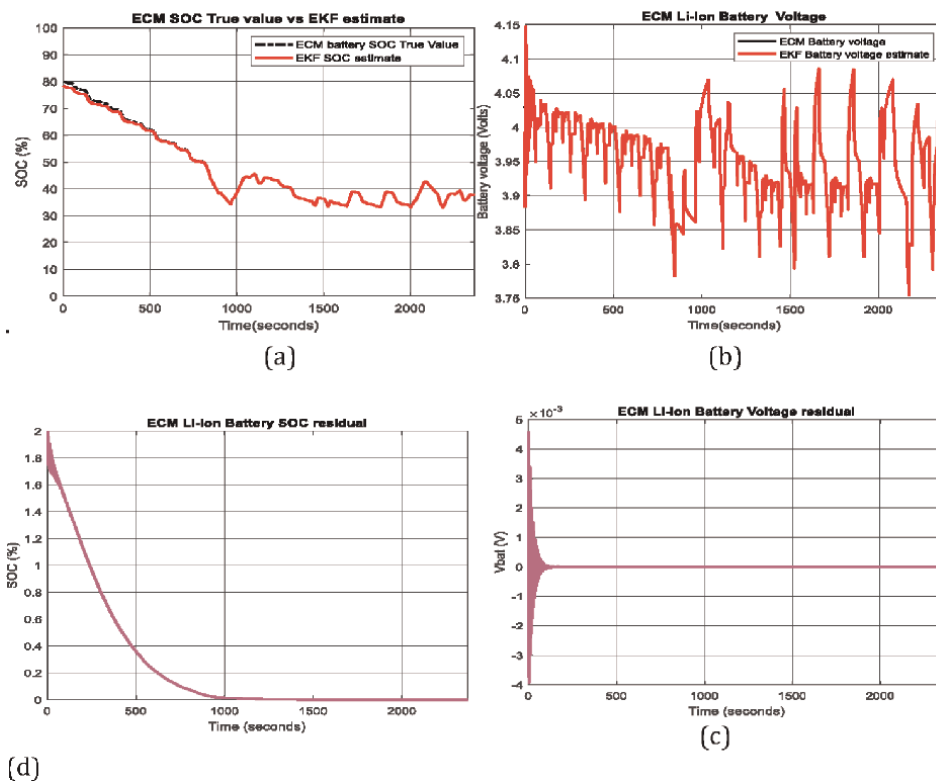 ECM SOC True value vs EKF estimate
ECM battery SOC True Value
EKF SOC estimate
SOC (%)
100
90
80
70
60
50
40
30
20
10
0
0 500 1000 1500 2000
Time(seconds)
(a)
ECM Li-Ion Battery Voltage
ECM Battery voltage
EKF Battery voltage estimate
Battery voltage (Volts)
4.15
4.1
4.05
4
3.95
3.9
3.85
3.8
3.75
0 500 1000 1500 2000
Time(seconds)
(b)
ECM Li-Ion Battery SOC residual
SOC (%)
2
1.8
1.6
1.4
1.2
1
0.8
0.6
0.4
0.2
0
0 500 1000 1500 2000
Time (seconds)
(d)
ECM Li-Ion Battery Voltage residual
×10-3
Vbat (V)
5
5
4
3
2
1
0
-1
-2
-3
-4
0 500 1000 1500 2000
Time (seconds)
(c)